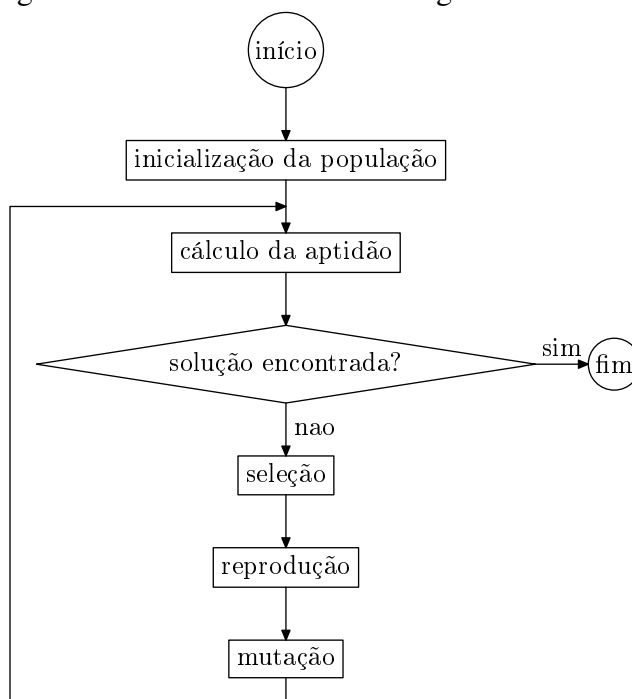 início
inicialização da população
cálculo da aptidão
solução encontrada?
sim
fim
nao
seleção
reprodução
mutação